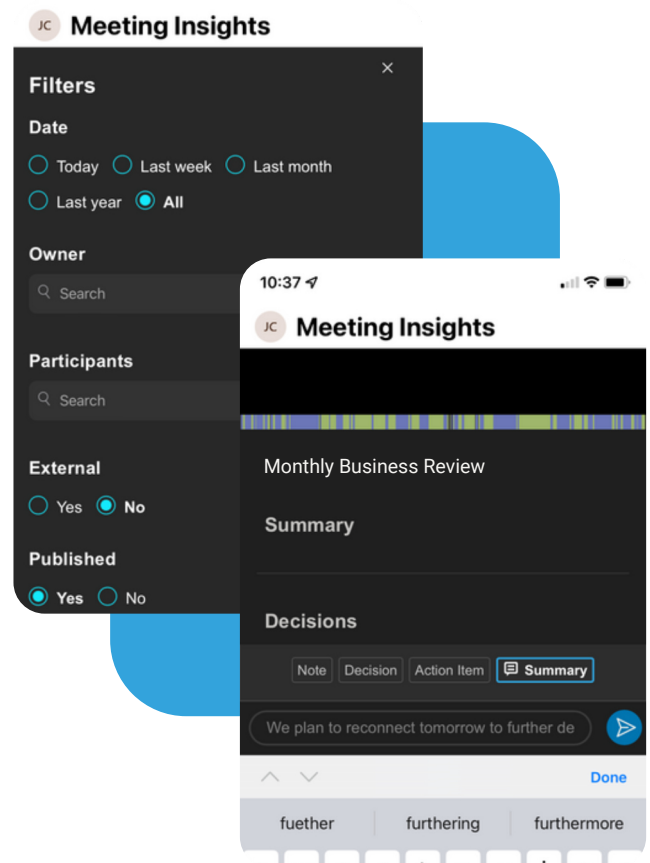 JC Meeting Insights
Filters
Date
Today Last week Last month
Last year All
Owner
Search
Participants
Search
External
Yes No
Published
Yes No
10:37
JC Meeting Insights
Monthly Business Review
Summary
Decisions
Note Decision Action Item Summary
We plan to reconnect tomorrow to further de
Done
fuether furthering furthermore